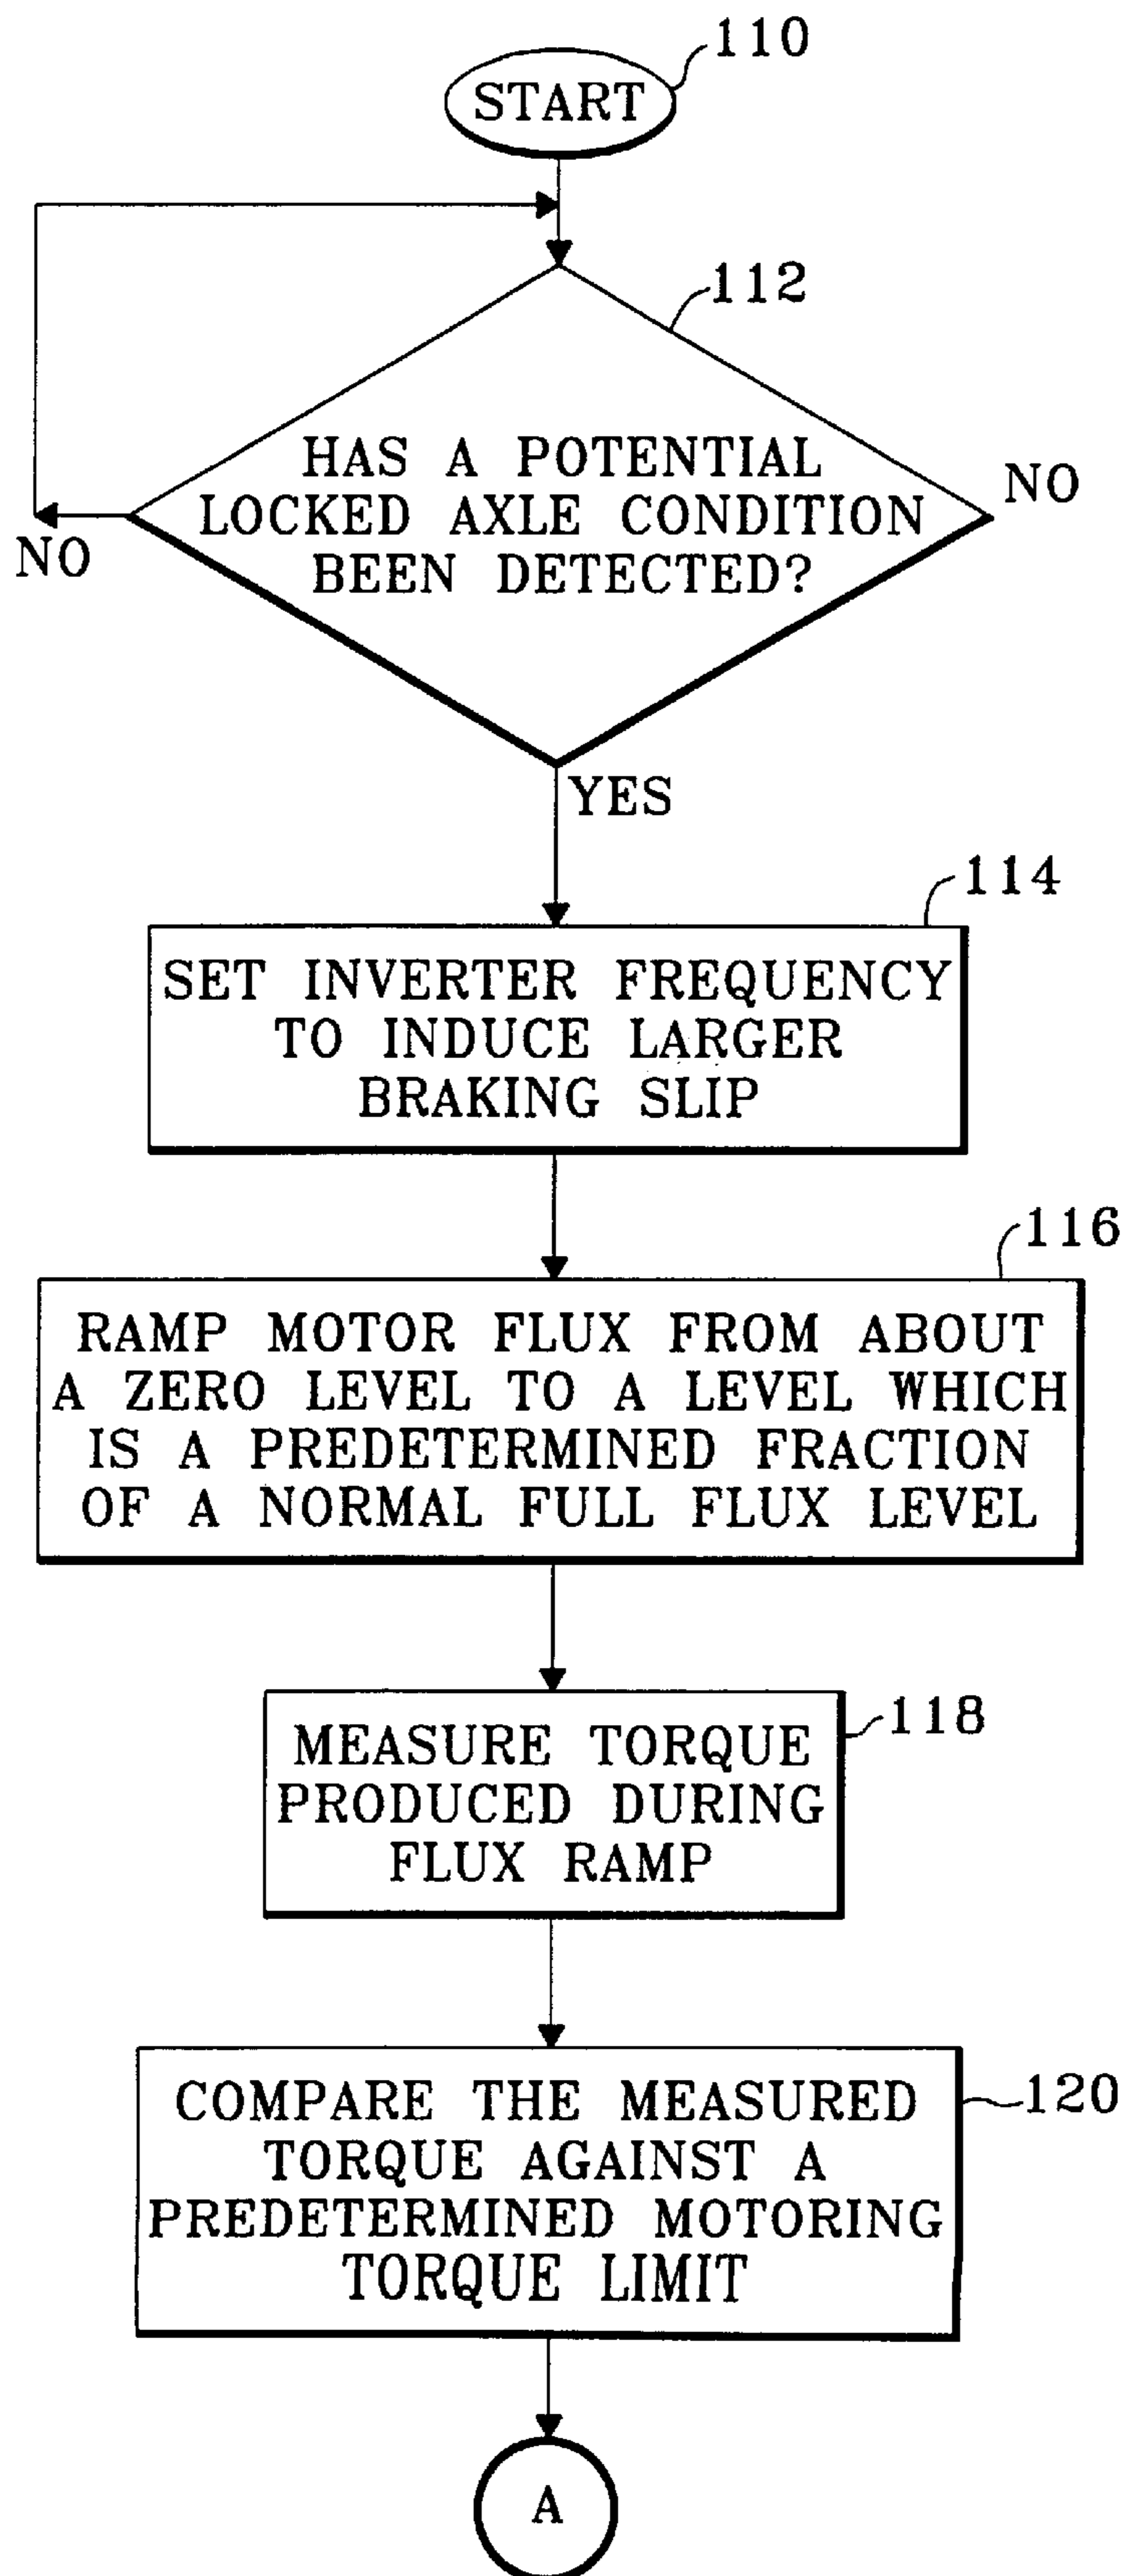 110
START
112
HAS A POTENTIAL
LOCKED AXLE CONDITION
BEEN DETECTED?
NO
NO
YES
114
SET INVERTER FREQUENCY
TO INDUCE LARGER
BRAKING SLIP
116
RAMP MOTOR FLUX FROM ABOUT
A ZERO LEVEL TO A LEVEL WHICH
IS A PREDETERMINED FRACTION
OF A NORMAL FULL FLUX LEVEL
118
MEASURE TORQUE
PRODUCED DURING
FLUX RAMP
120
COMPARE THE MEASURED
TORQUE AGAINST A
PREDETERMINED MOTORING
TORQUE LIMIT
A